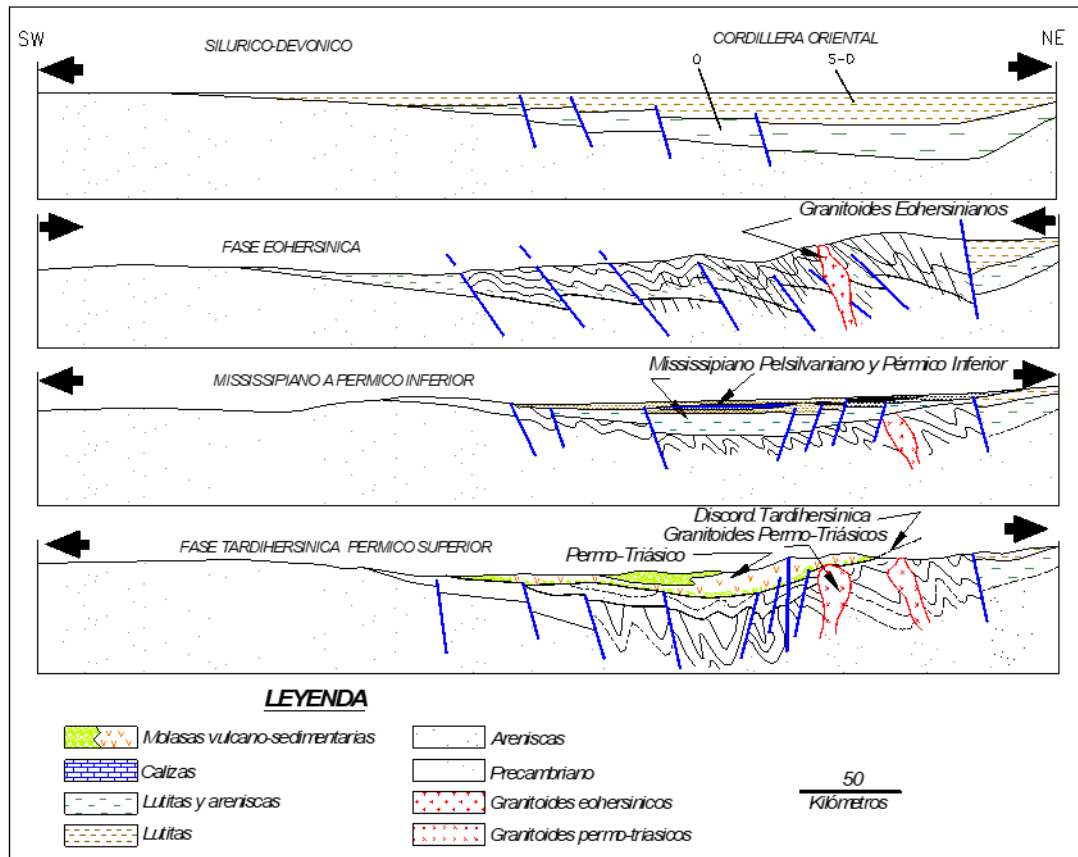 SW
SILURICO-DEVONICO
CORDILLERA ORIENTAL
NE
O
S-D
Granitoides Eohersinianos
FASE EOHERSINICA
Mississipiano Pelsilvaniano y Pérmico Inferior
MISSISIPIANO A PERMICO INFERIOR
Discord. Tardihersínica
Granitoides Permo-Triásicos
FASE TARDIHERSINICA PERMICO SUPERIOR
Permo-Triásico
LEYENDA
Molasas vulcano-sedimentarias
Areniscas
Calizas
Precambriano
Lutitas y areniscas
Granitoides eohersinicos
Lutitas
Granitoides permo-triasicos
50
Kilómetros